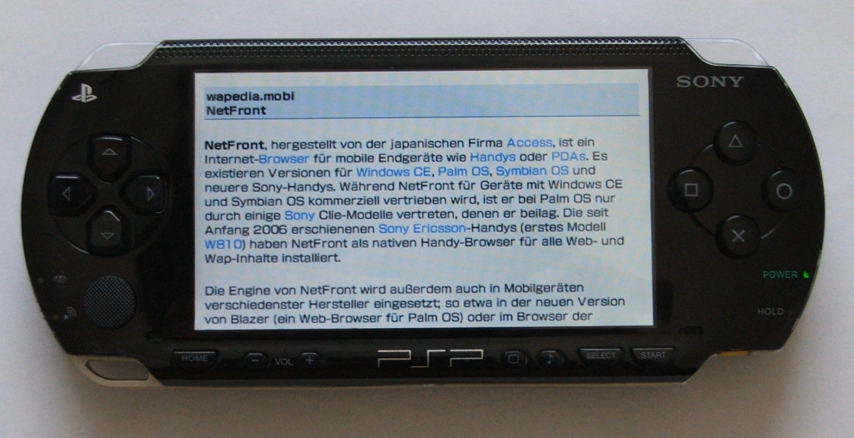 SONY
wapedia.mobi
NetFront
NetFront, hergestellt von der japanischen Firma Access, ist ein
Internet-Browser für mobile Endgeräte wie Handys oder PDAs. Es
existieren Versionen für Windows CE, Palm OS, Symbian OS und
neuere Sony-Handys. Während NetFront für Geräte mit Windows CE
und Symbian OS kommerziell vertrieben wird, ist er bei Palm OS nur
durch einige Sony Clie-Modelle vertreten, denen er beilag. Die seit
Anfang 2006 erschienenen Sony Ericsson-Handys (erstes Modell
W810) haben NetFront als nativen Handy-Browser für alle Web- und
Wap-Inhalte installiert.
Die Engine von NetFront wird außerdem auch in Mobilgeräten
verschiedenster Hersteller eingesetzt; so etwa in der neuen Version
von Blazer (ein Web-Browser für Palm OS) oder im Browser der
POWER
HOLD
HOME
- VOL +
PSP
SELECT
START